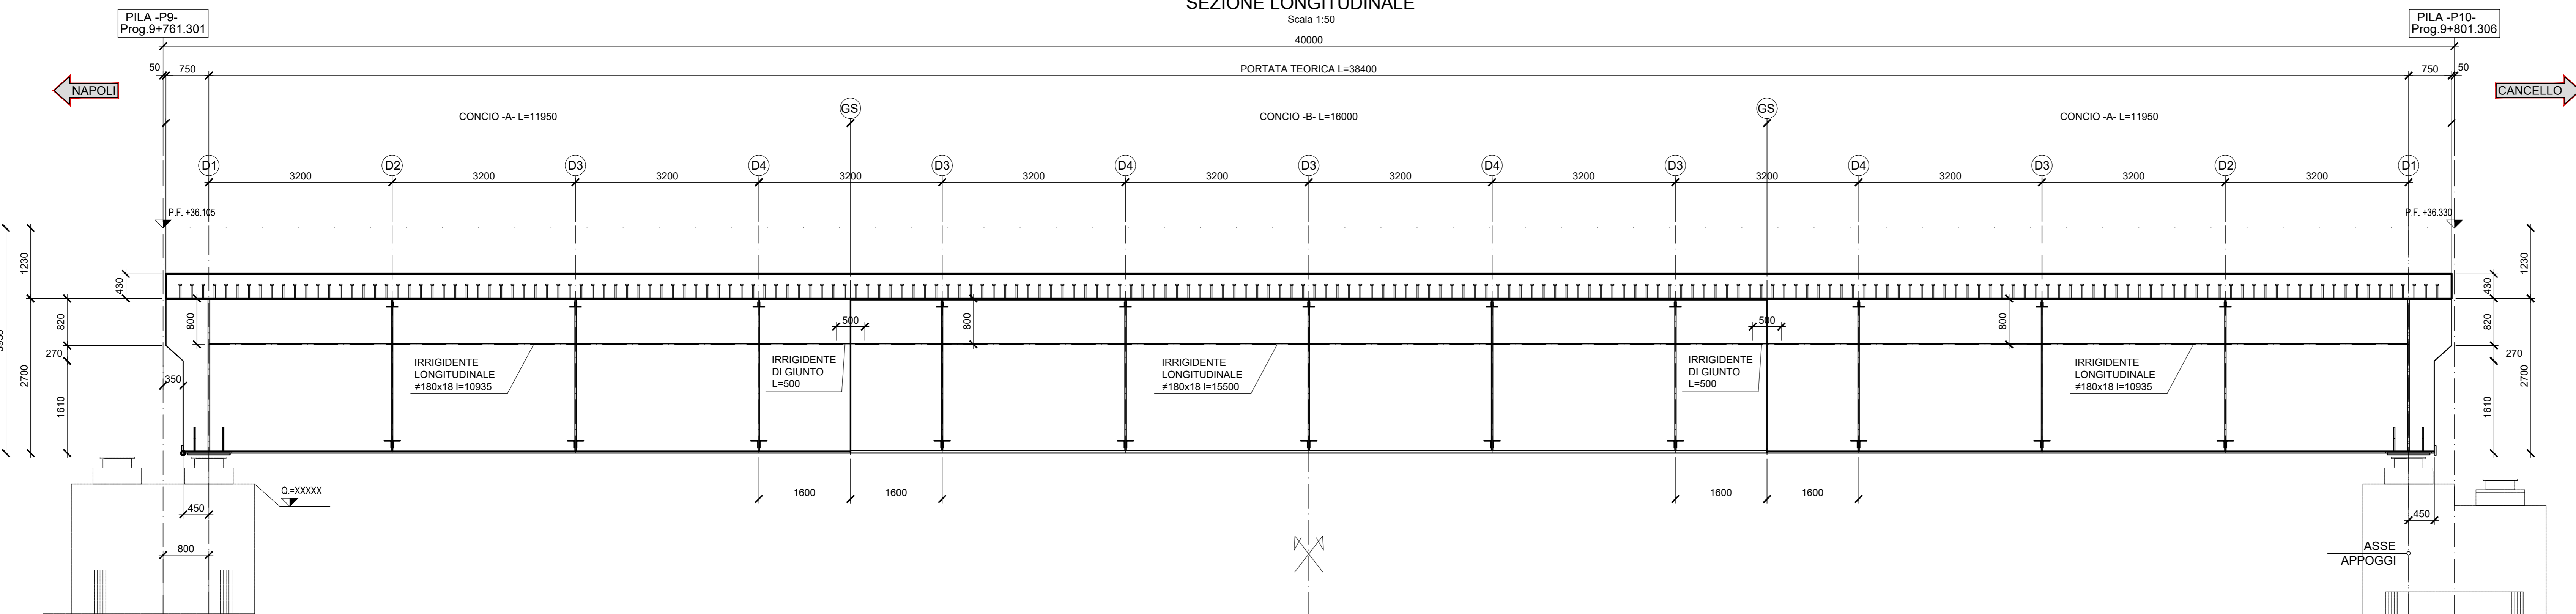 SEZIONE LONGITUDINALE
Scala 1:50
PILA -P9-
Prog.9+761.301
PILA -P10-
Prog.9+801.306
40000
50
750
PORTATA TEORICA L=38400
750
50
NAPOLI
CANCELLO
GS
GS
CONCIO -A- L=11950
CONCIO -B- L=16000
CONCIO -A- L=11950
D1
D2
D3
D4
D3
D4
D3
D4
D3
D4
D3
D2
D1
3200
3200
3200
3200
3200
3200
3200
3200
3200
3200
3200
3200
P.F. +36.105
P.F. +36.330
1230
430
820
270
2700
1610
350
800
500
800
500
800
1230
430
820
270
2700
1610
IRRIGIDENTE
LONGITUDINALE
≠180x18 l=10935
IRRIGIDENTE
DI GIUNTO
L=500
IRRIGIDENTE
LONGITUDINALE
≠180x18 l=15500
IRRIGIDENTE
DI GIUNTO
L=500
IRRIGIDENTE
LONGITUDINALE
≠180x18 l=10935
Q.=XXXXX
1600
1600
1600
1600
450
450
800
ASSE
APPOGGI